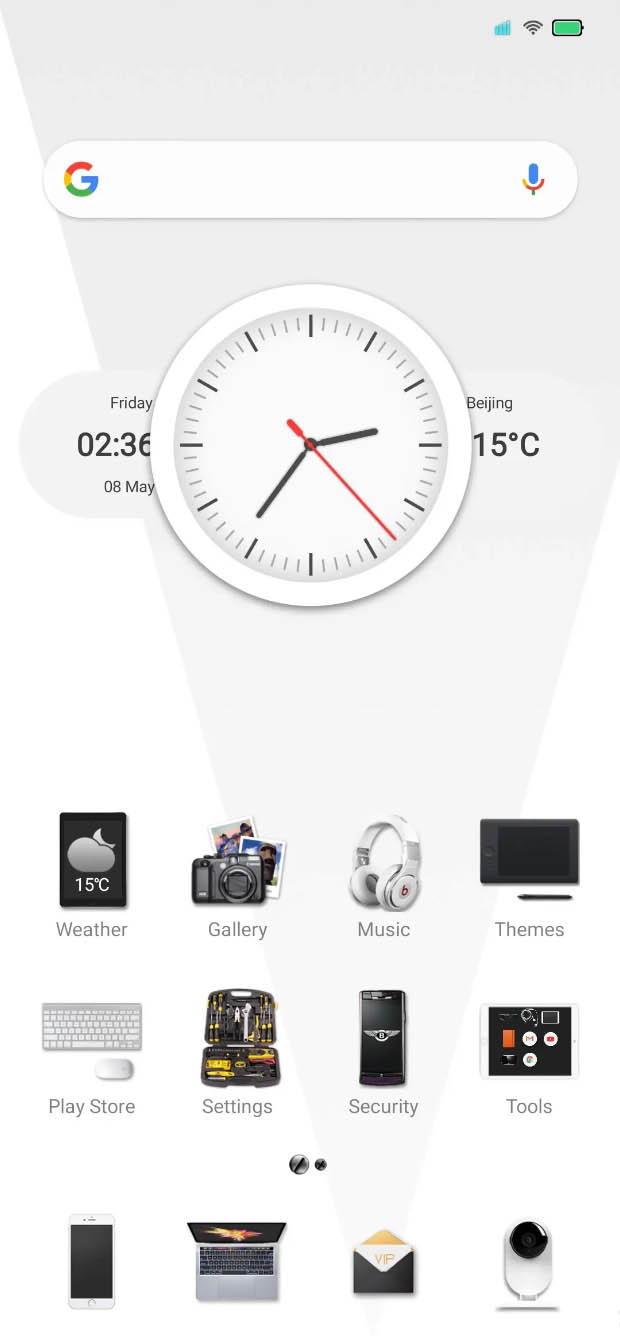 Friday
Beijing
02:36
15°C
08 May
15℃
Weather
Gallery
Music
Themes
Play Store
Settings
Security
Tools
VIP